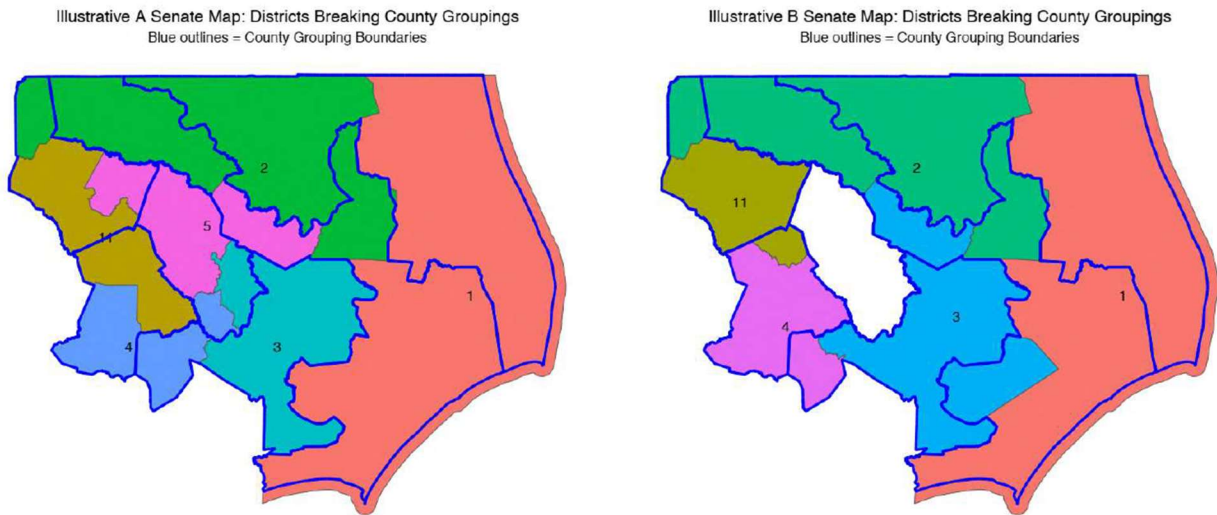 Illustrative A Senate Map: Districts Breaking County Groupings
Blue outlines = County Grouping Boundaries
2
5
11
1
4
3
Illustrative B Senate Map: Districts Breaking County Groupings
Blue outlines = County Grouping Boundaries
2
11
1
3
4